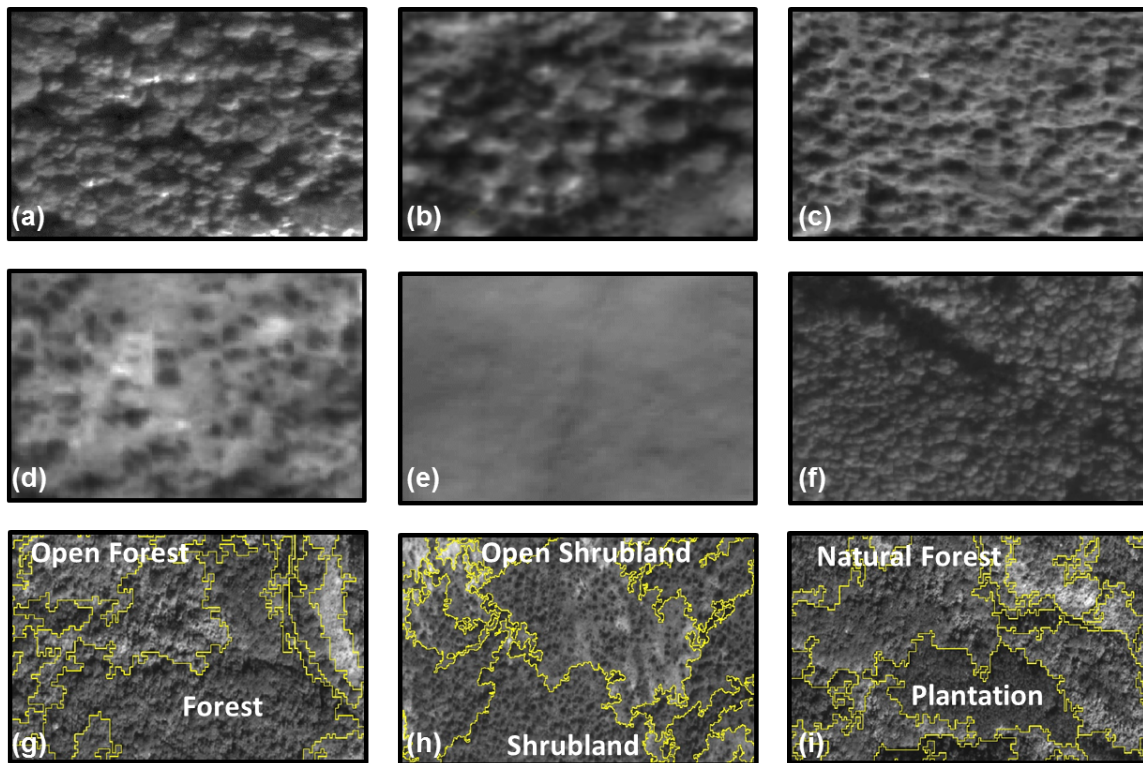 (a)
(b)
(c)
(d)
(e)
(f)
Open Forest
Forest
(g)
Open Shrubland
Shrubland
(h)
Natural Forest
Plantation
(i)